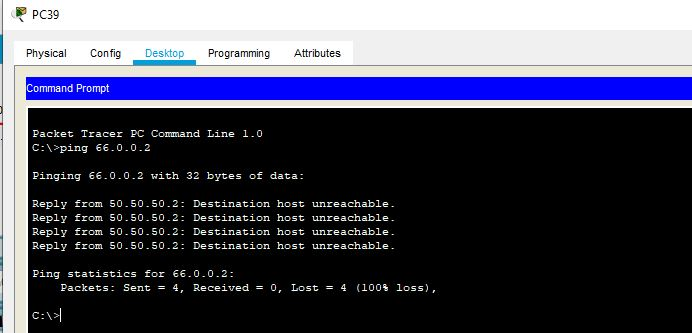 PC39
Physical Config Desktop Programming Attributes
Command Prompt
Packet Tracer PC Command Line 1.0
C:\>ping 66.0.0.2
Pinging 66.0.0.2 with 32 bytes of data:
Reply from 50.50.50.2: Destination host unreachable.
Reply from 50.50.50.2: Destination host unreachable.
Reply from 50.50.50.2: Destination host unreachable.
Reply from 50.50.50.2: Destination host unreachable.
Ping statistics for 66.0.0.2:
Packets: Sent = 4, Received = 0, Lost = 4 (100% loss),
C:\>